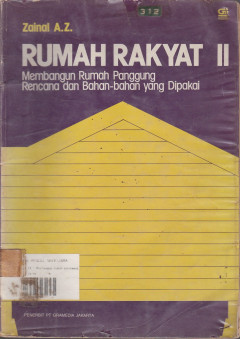 312
Zainal A.Z.
RUMAH RAKYAT II
Membangun Rumah Panggung
Rencana dan Bahan-bahan yang Dipakai
PENERBIT PT GRAMEDIA JAKARTA